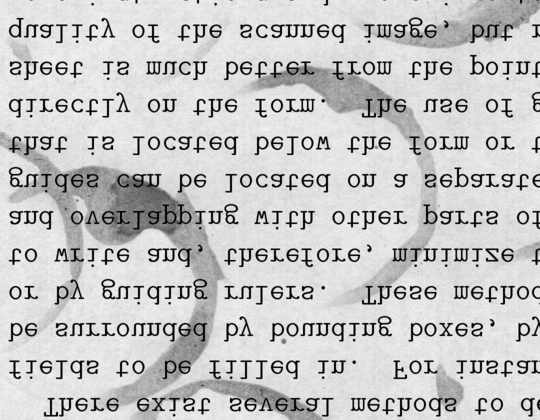 There exist several methods to de
fields to be filled in. For instan
be surrounded by bounding boxes, by
or by guiding rulers. These method
to write and, therefore, minimize t
and overlapping with other parts of
guides can be located on a separate
that is located below the form or t
directly on the form. The use of g
sheet is much better from the point
quality of the scanned image, but r